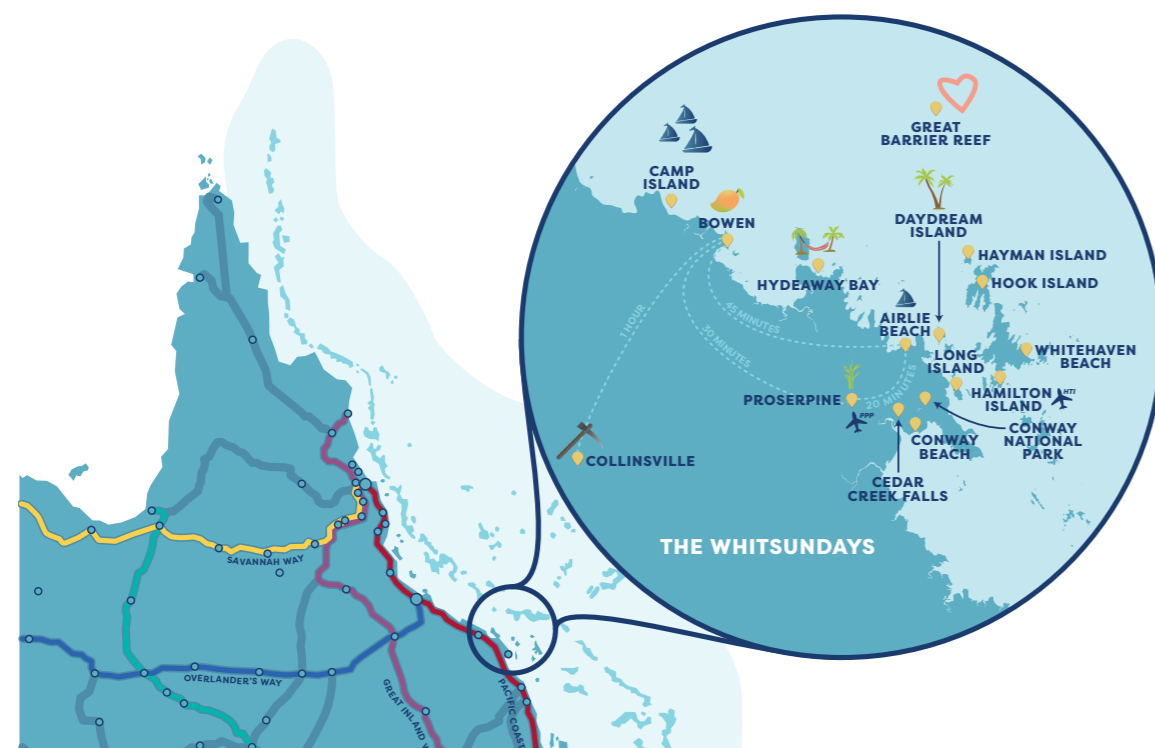 GREAT
BARRIER REEF
CAMP
ISLAND
BOWEN
DAYDREAM
ISLAND
HAYMAN ISLAND
HOOK ISLAND
HYDEAWAY BAY
1 HOUR
45 MINUTES
30 MINUTES
AIRLIE
BEACH
WHITEHAVEN
BEACH
LONG
ISLAND
20 MINUTES
HAMILTON
ISLAND
HTI
PROSERPINE
PPP
CONWAY
NATIONAL
PARK
CONWAY
BEACH
COLLINSVILLE
CEDAR
CREEK FALLS
THE WHITSUNDAYS
SAVANNAH WAY
OVERLANDER'S WAY
GREAT INLAND
PACIFIC COAST